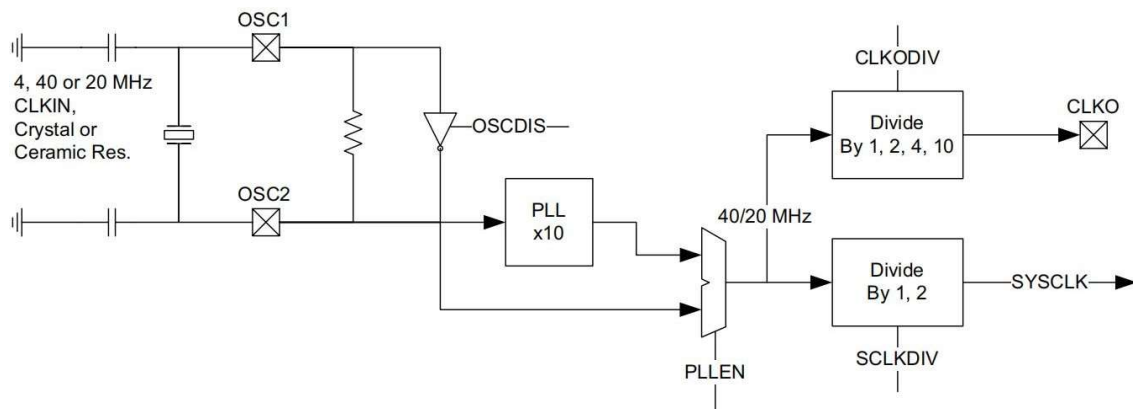 OSC1
4, 40 or 20 MHz
CLKIN,
Crystal or
Ceramic Res.
OSCDIS
OSC2
PLL
x10
40/20 MHz
PLLEN
CLKODIV
Divide
By 1, 2, 4, 10
CLKO
Divide
By 1, 2
SYSCLK
SCLKDIV